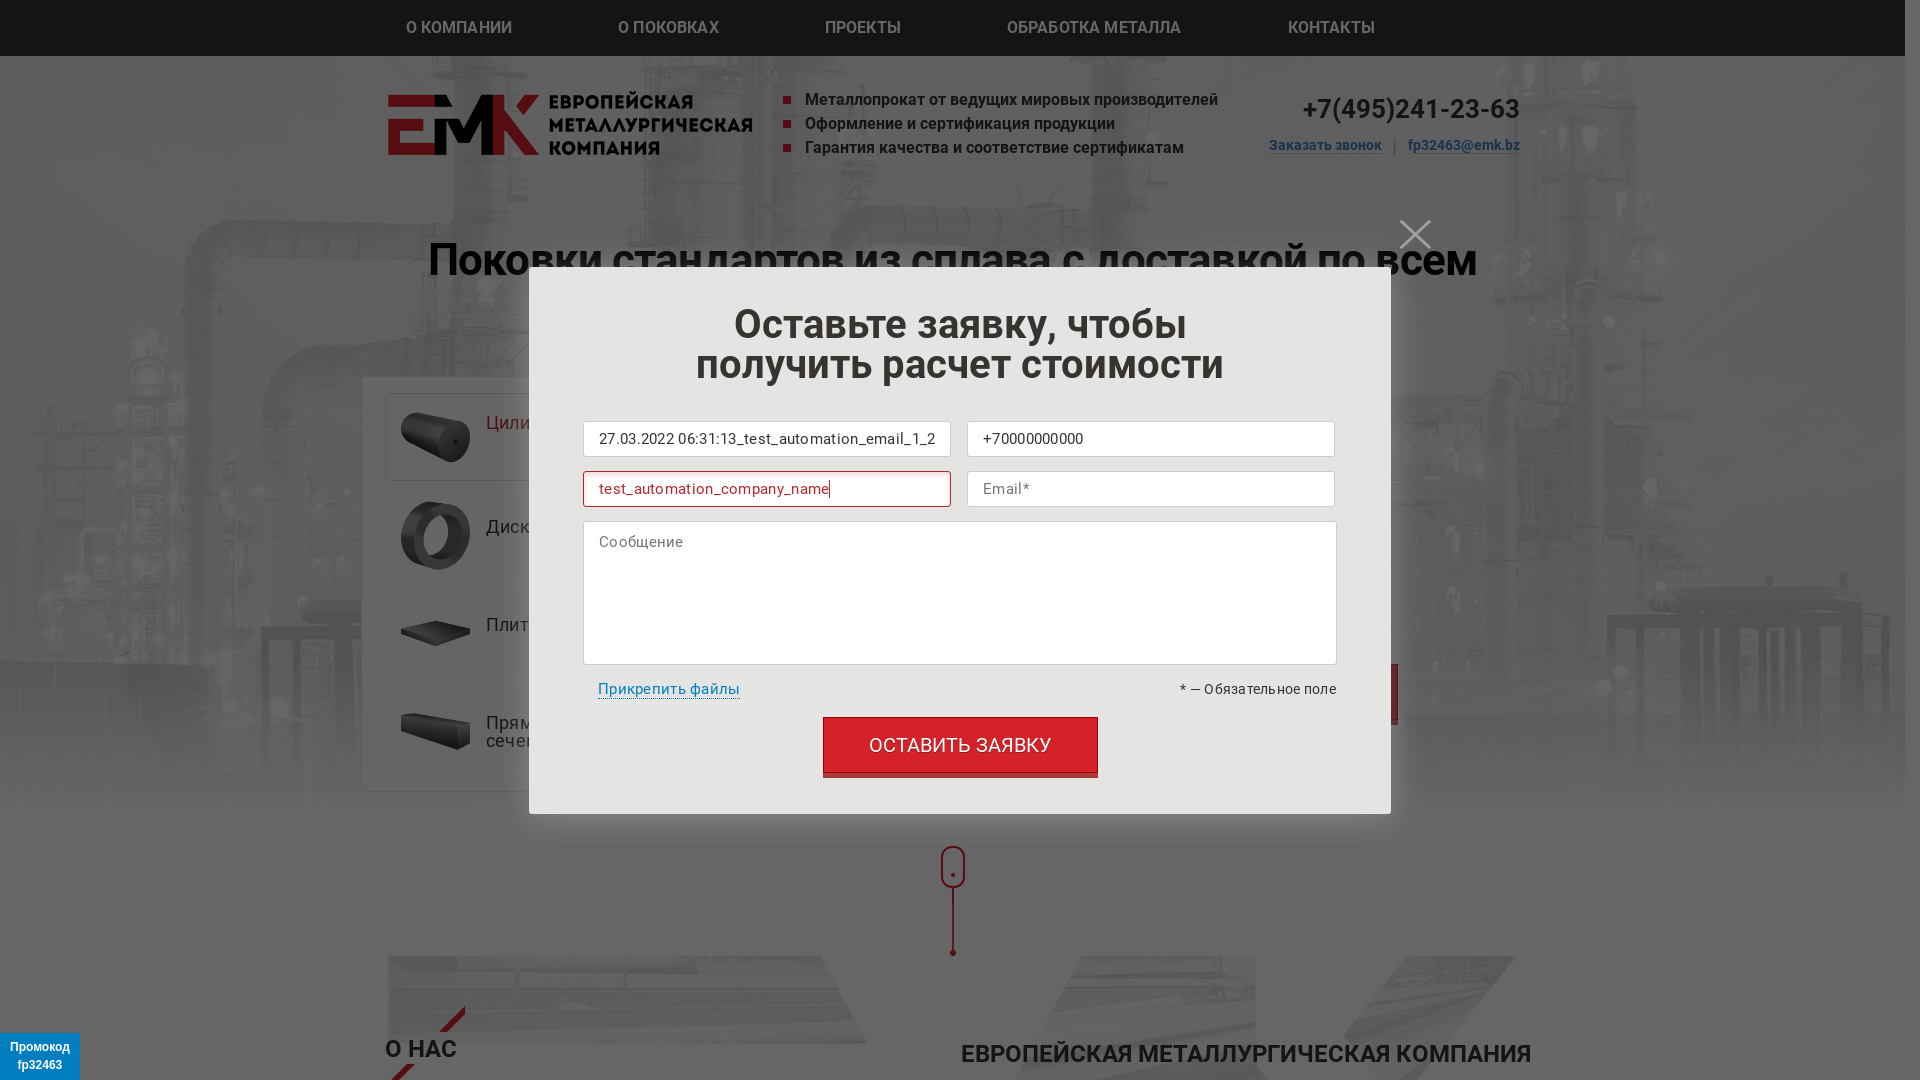 О КОМПАНИИ
О ПОКОВКАХ
ПРОЕКТЫ
ОБРАБОТКА МЕТАЛЛА
КОНТАКТЫ
ЕМК ЕВРОПЕЙСКАЯ
МЕТАЛЛУРГИЧЕСКАЯ
КОМПАНИЯ
Металлопрокат от ведущих мировых производителей
Оформление и сертификация продукции
Гарантия качества и соответствие сертификатам
+7(495)241-23-63
Заказать звонок | fp32463@emk.bz
Поковки стандартов из сплава с доставкой по всем
Оставьте заявку, чтобы
получить расчет стоимости
27.03.2022 06:31:13_test_automation_email_1_2
+70000000000
test_automation_company_name
Email*
Сообщение
Прикрепить файлы
* — Обязательное поле
ОСТАВИТЬ ЗАЯВКУ
Цили
Диск
Плит
О НАС
ЕВРОПЕЙСКАЯ МЕТАЛЛУРГИЧЕСКАЯ КОМПАНИЯ
Промокод
fp32463